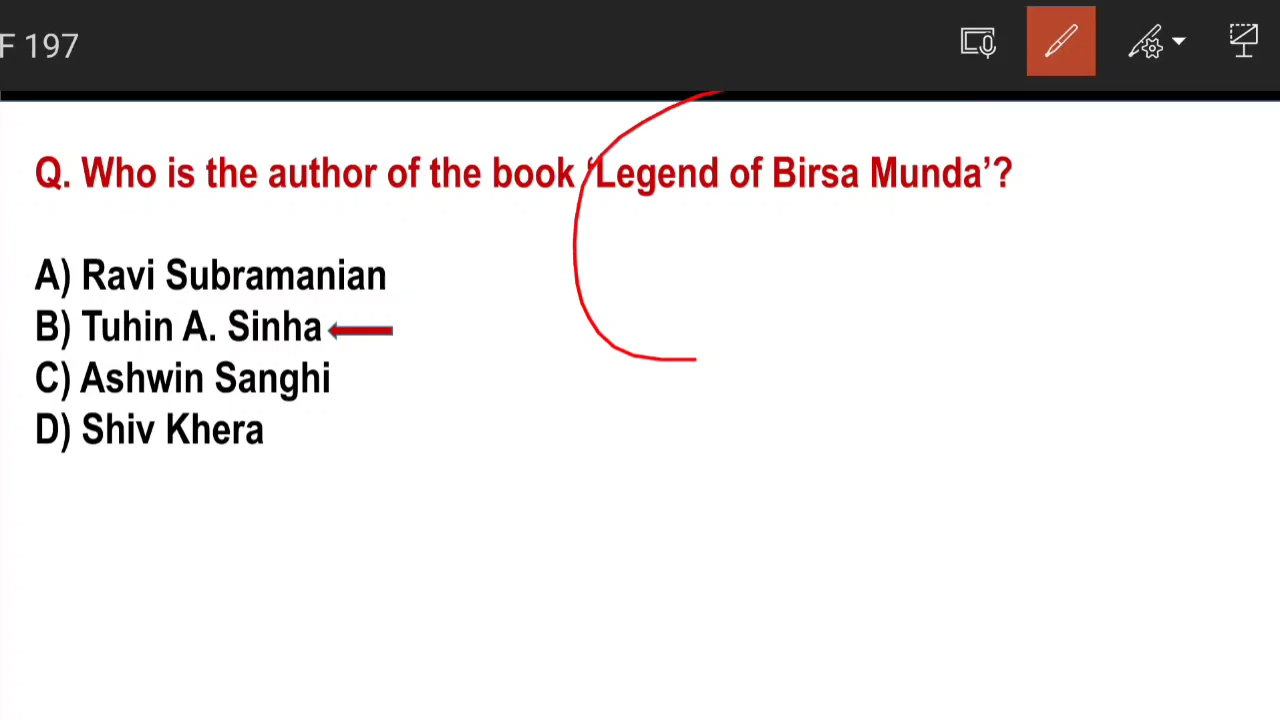 F 197
Q. Who is the author of the book ‘Legend of Birsa Munda’?
A) Ravi Subramanian
B) Tuhin A. Sinha
C) Ashwin Sanghi
D) Shiv Khera